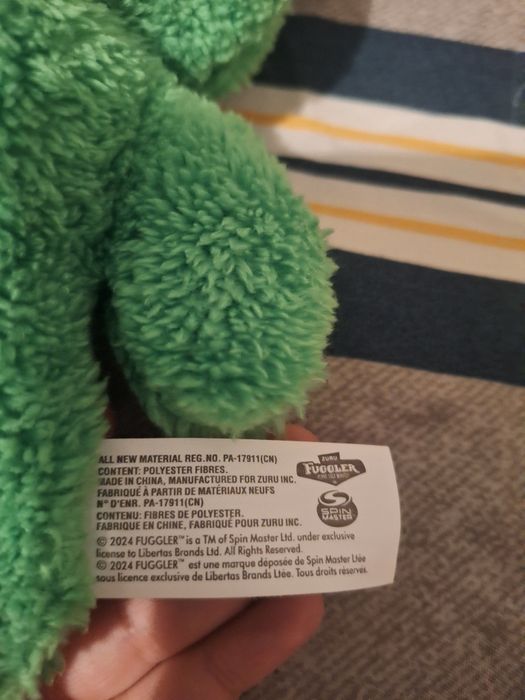 ALL NEW MATERIAL REG.NO. PA-17911(CN)
CONTENT: POLYESTER FIBRES.
MADE IN CHINA, MANUFACTURED FOR ZURU INC.
FABRIQUÉ À PARTIR DE MATÉRIAUX NEUFS
N° D'ENR. PA-17911(CN)
CONTENU: FIBRES DE POLYESTER.
FABRIQUE EN CHINE, FABRIQUÉ POUR ZURU INC.
ZURU
FUGGLER
SPIN
MASTER
© 2024 FUGGLER™ is a TM of Spin Master Ltd. under exclusive
license to Libertas Brands Ltd. All Rights Reserved.
© 2024 FUGGLER™ est une marque déposée de Spin Master Ltée
sous licence exclusive de Libertas Brands Ltée. Tous droits réservés.